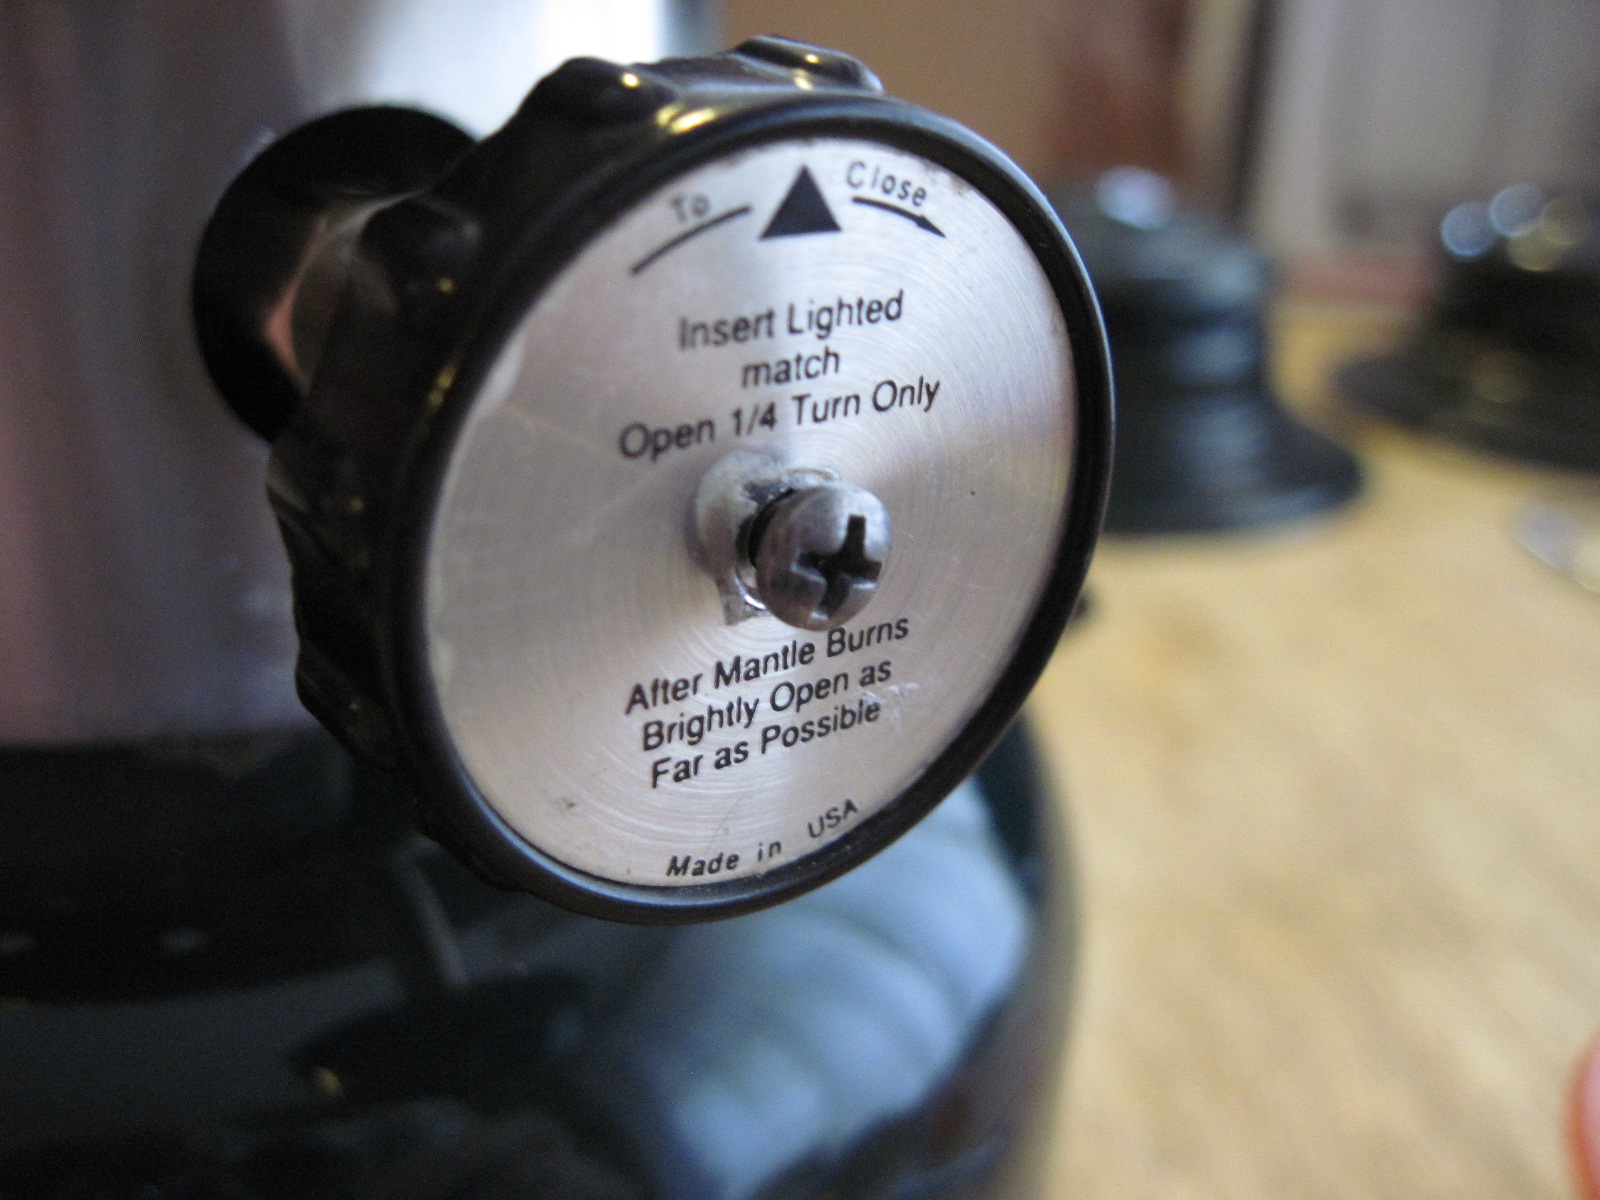 To Close
Insert Lighted
match
Open 1/4 Turn Only
After Mantle Burns
Brightly Open as
Far as Possible
Made in USA